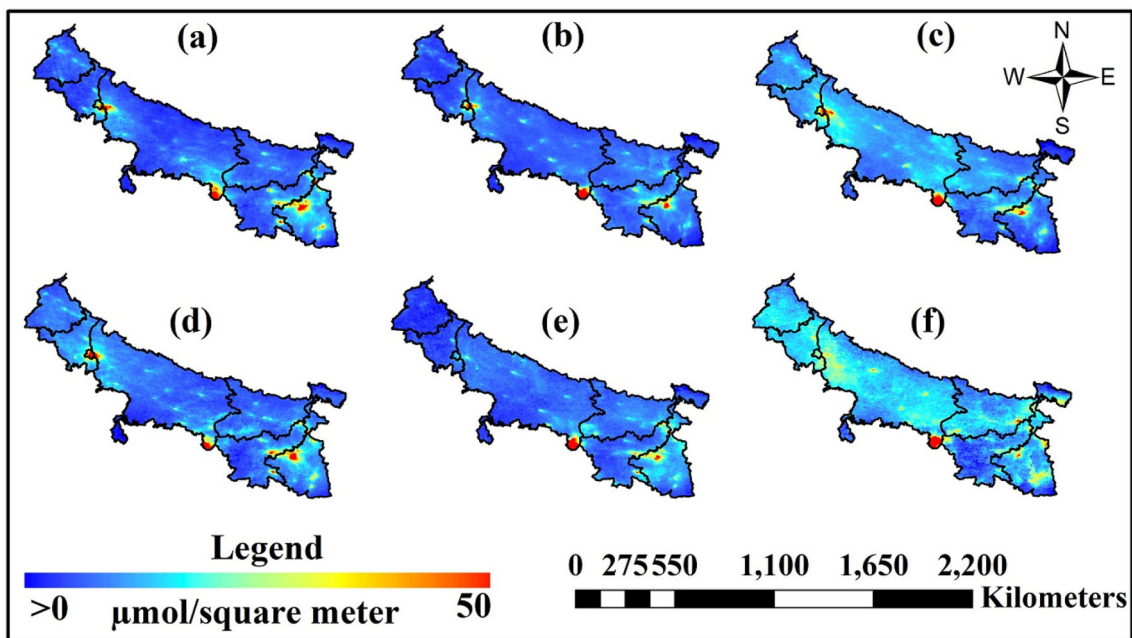 (a)
(b)
(c)
N
W E
S
(d)
(e)
(f)
Legend
>0 μmol/square meter 50
0 275 550 1,100 1,650 2,200
Kilometers